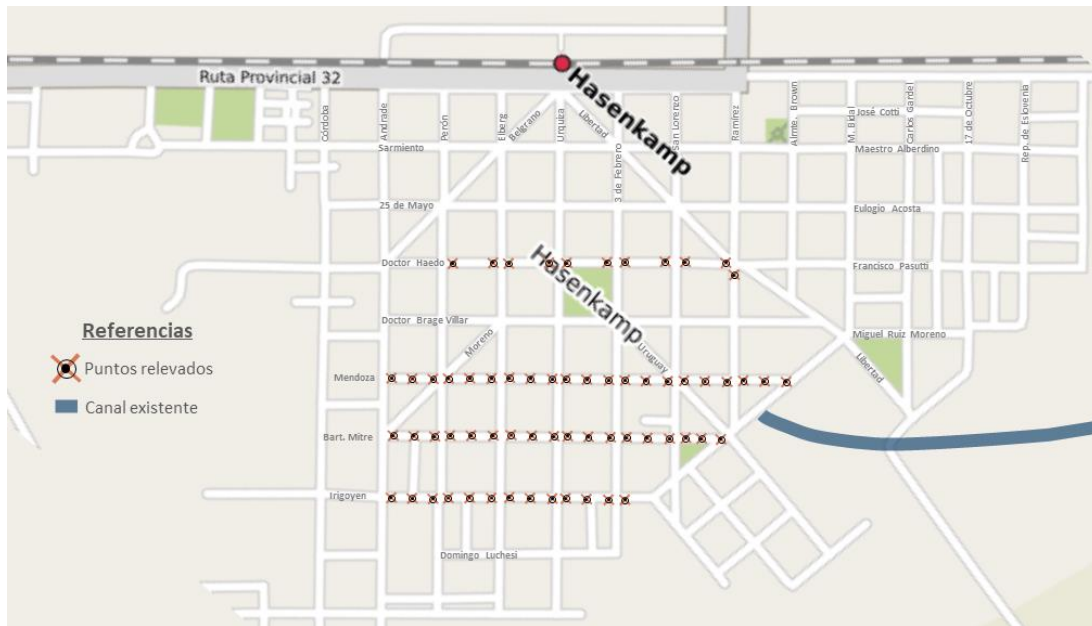 Ruta Provincial 32
Hasenkamp
Córdoba
Andrade
Perón
Elberg
Belgrano
Urquiza
Libertad
3 de Febrero
San Lorenzo
Ramírez
Almte. Brown
M. Bidal
José Cotti
Carlos Gardel
17 de Octubre
Rep. de Eslovenia
Sarmiento
Maestro Alberdino
25 de Mayo
Eulogio Acosta
Doctor Haedo
Hasenkamp
Francisco Pasutti
Doctor Brage Villar
Moreno
Uruguay
Miguel Ruiz Moreno
Libertad
Referencias
Puntos relevados
Canal existente
Mendoza
Bart. Mitre
Irigoyen
Domingo Luchesi